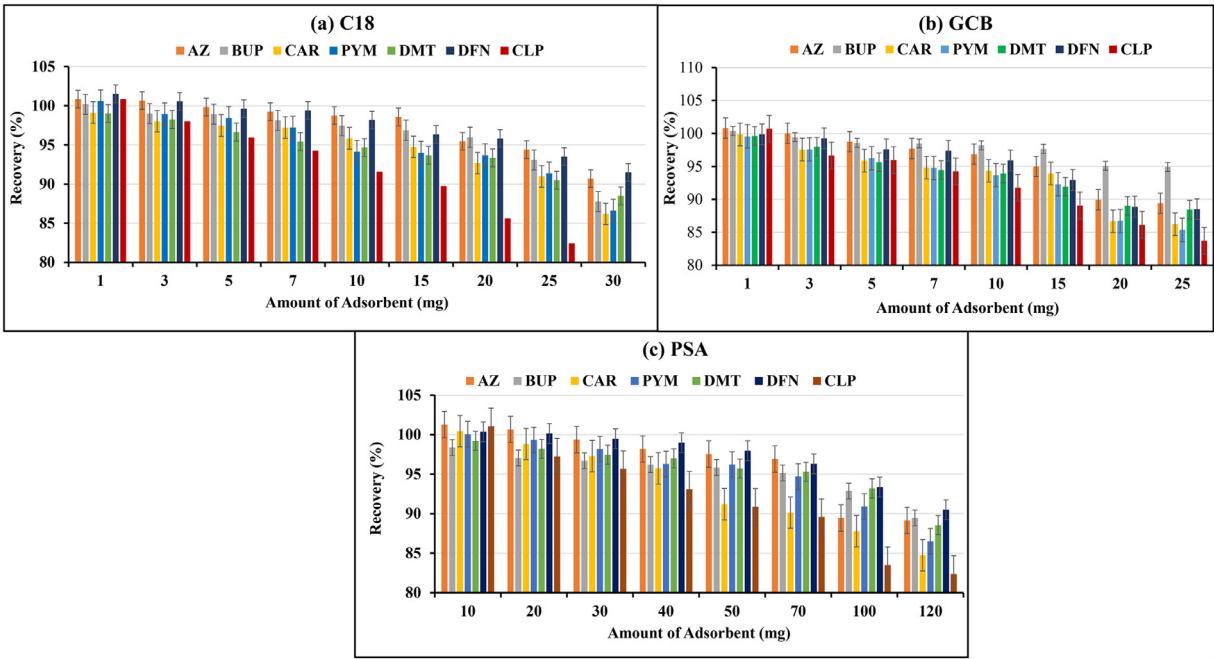 (a) C18
AZ BUP CAR PYM DMT DFN CLP
105
100
95
90
85
80
Recovery (%)
1 3 5 7 10 15 20 25 30
Amount of Adsorbent (mg)
(b) GCB
AZ BUP CAR PYM DMT DFN CLP
110
105
100
95
90
85
80
Recovery (%)
1 3 5 7 10 15 20 25
Amount of Adsorbent (mg)
(c) PSA
AZ BUP CAR PYM DMT DFN CLP
105
100
95
90
85
80
Recovery (%)
10 20 30 40 50 70 100 120
Amount of Adsorbent (mg)